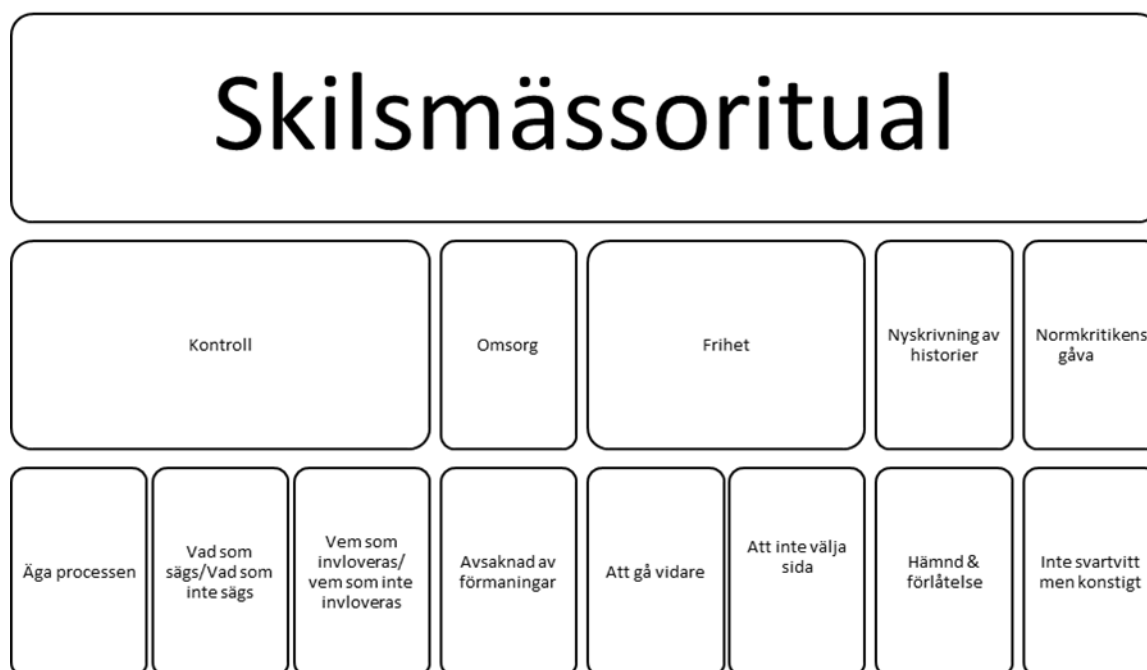 Skilsmässoritual
Kontroll
Omsorg
Frihet
Nyskrivning av
historier
Normkritikens
gåva
Äga processen
Vad som
sägs/Vad som
inte sägs
Vem som
invloveras/
vem som inte
invloveras
Avsaknad av
förmaningar
Att gå vidare
Att inte välja
sida
Hämnd &
förlåtelse
Inte svartvitt
men konstigt